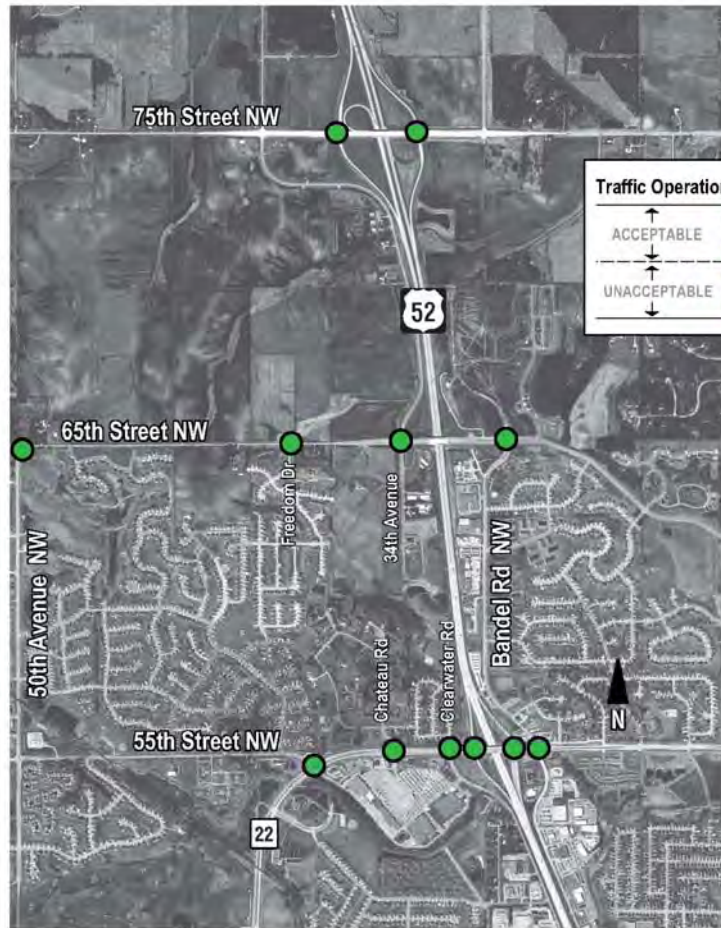 75th Street NW
Traffic Operation
ACCEPTABLE
UNACCEPTABLE
52
65th Street NW
Freedom Dr
34th Avenue
50th Avenue NW
Bandel Rd NW
Chateau Rd
Clearwater Rd
N
55th Street NW
22